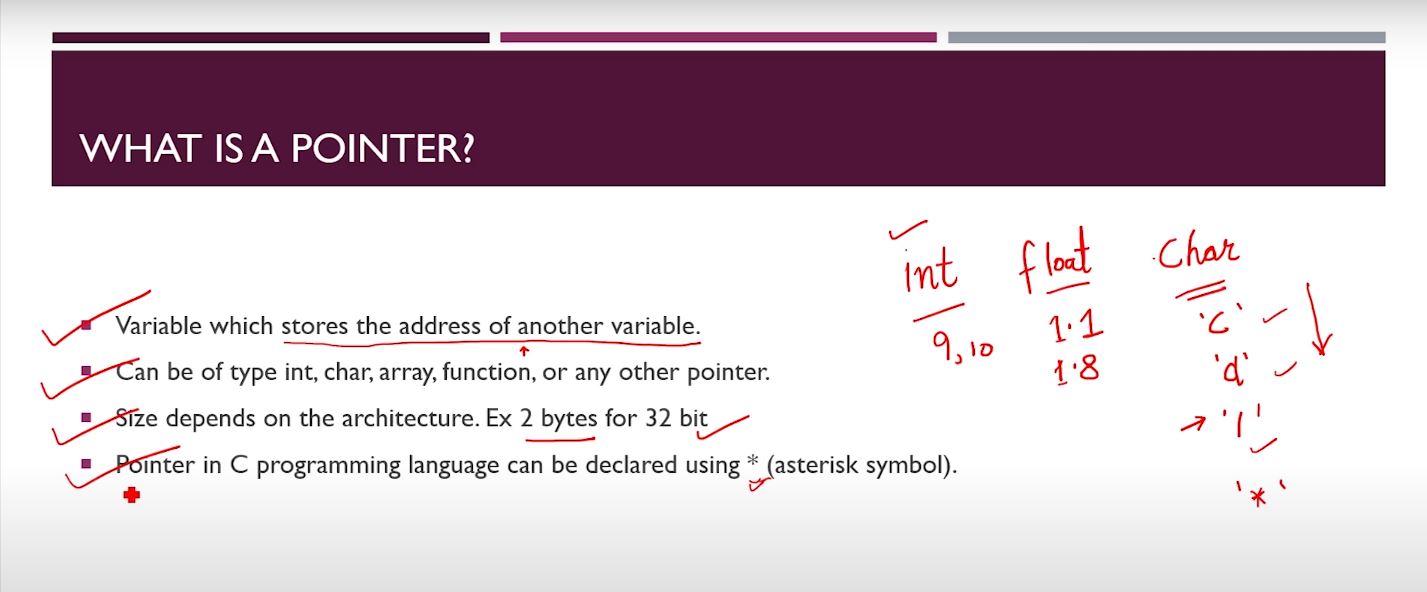 WHAT IS A POINTER?
int float Char
9,10 1.1 'c'
1.8 'd'
'1'
'*'
Variable which stores the address of another variable.
Can be of type int, char, array, function, or any other pointer.
Size depends on the architecture. Ex 2 bytes for 32 bit
Pointer in C programming language can be declared using * (asterisk symbol).